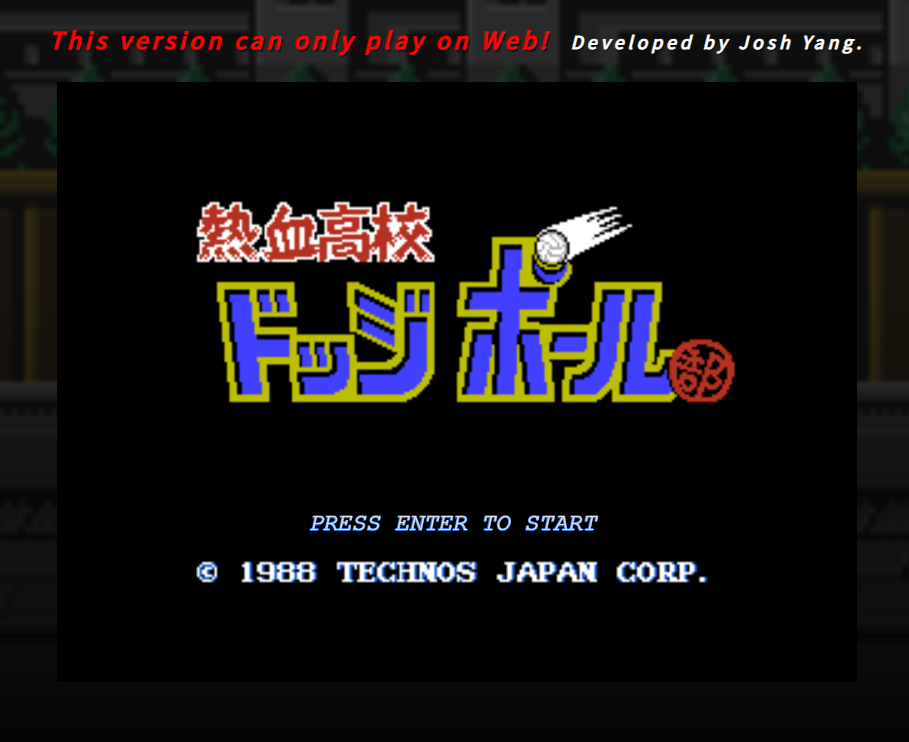 This version can only play on Web! Developed by Josh Yang.
熱血高校
ドッジボール部
PRESS ENTER TO START
© 1988 TECHNOS JAPAN CORP.